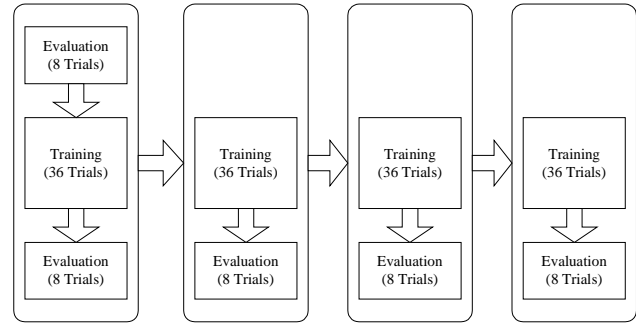 Evaluation
(8 Trials)
Training
(36 Trials)
Evaluation
(8 Trials)
Training
(36 Trials)
Evaluation
(8 Trials)
Training
(36 Trials)
Evaluation
(8 Trials)
Training
(36 Trials)
Evaluation
(8 Trials)